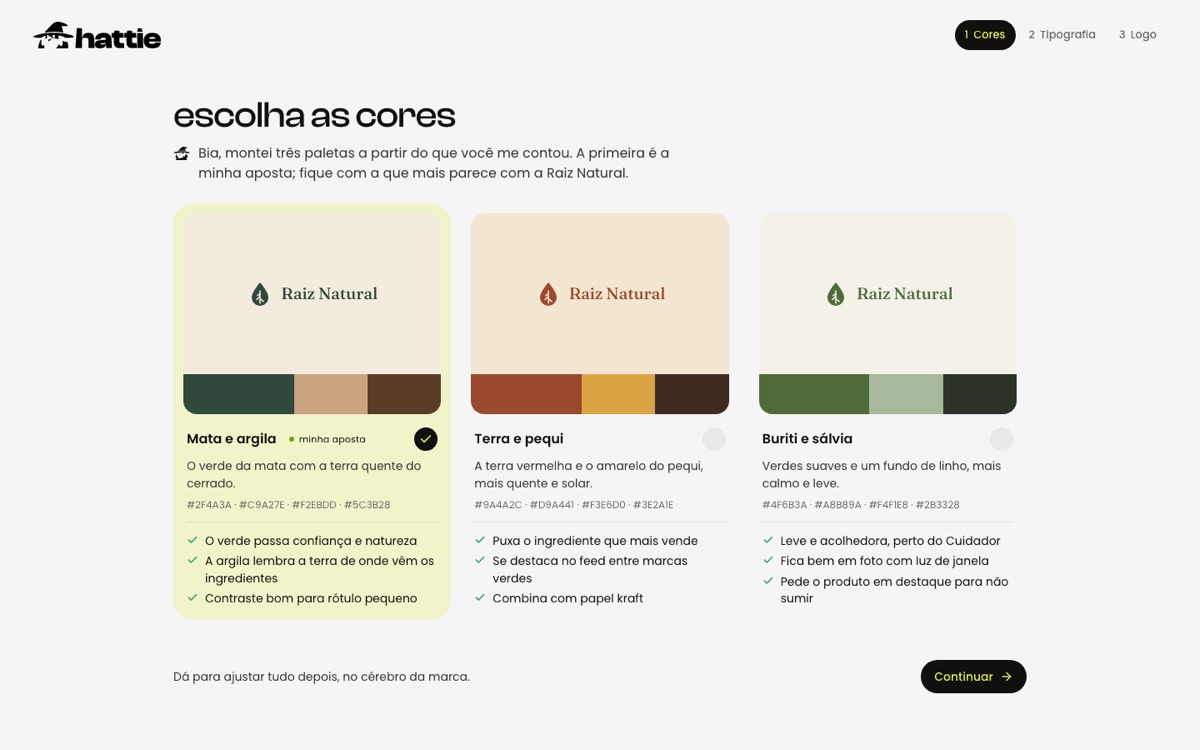 hattie
1 Cores
2 Tipografia
3 Logo
escolha as cores
Bia, montei três paletas a partir do que você me contou. A primeira é a
minha aposta; fique com a que mais parece com a Raiz Natural.
Raiz Natural
Raiz Natural
Raiz Natural
Mata e argila
minha aposta
O verde da mata com a terra quente do
cerrado.
#2F4A3A · #C9A27E · #F2EBDD · #5C3B28
O verde passa confiança e natureza
A argila lembra a terra de onde vêm os
ingredientes
Contraste bom para rótulo pequeno
Terra e pequi
A terra vermelha e o amarelo do pequi,
mais quente e solar.
#9A4A2C · #D9A441 · #F3E6D0 · #3E2A1E
Puxa o ingrediente que mais vende
Se destaca no feed entre marcas
verdes
Combina com papel kraft
Buriti e sálvia
Verdes suaves e um fundo de linho, mais
calmo e leve.
#4F6B3A · #A8B89A · #F4F1E8 · #2B3328
Leve e acolhedora, perto do Cuidador
Fica bem em foto com luz de janela
Pede o produto em destaque para não
sumir
Dá para ajustar tudo depois, no cérebro da marca.
Continuar